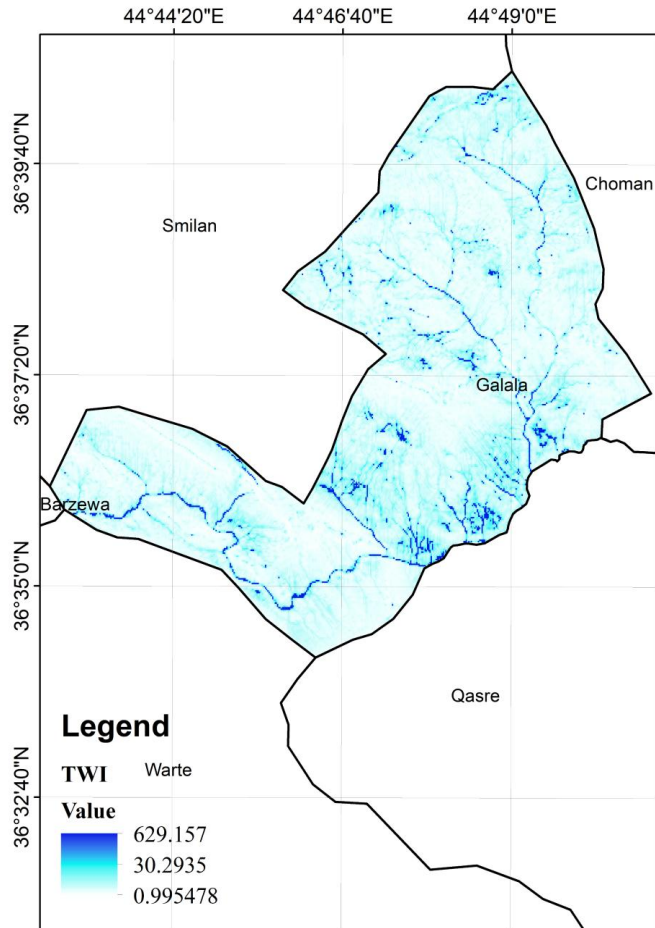 44°44'20"E 44°46'40"E 44°49'0"E
36°39'40"N
Choman
Smilan
36°37'20"N
Galala
Barzewa
36°35'0"N
Qasre
Legend
TWI
Warte
36°32'40"N
Value
629.157
30.2935
0.995478